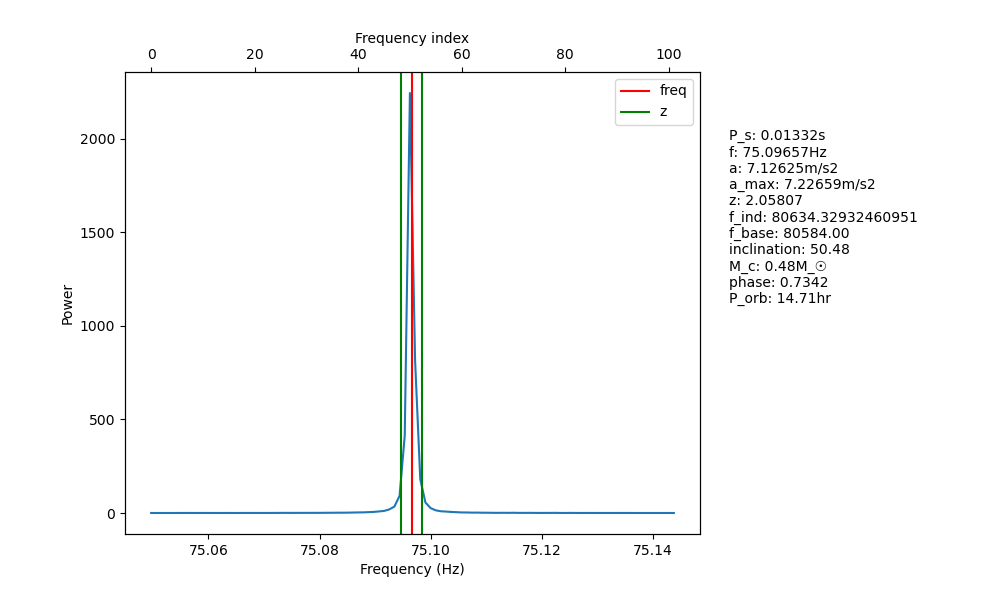 Frequency index
0 20 40 60 80 100
freq
z
2000
1500
1000
500
0
Power
75.06 75.08 75.10 75.12 75.14
Frequency (Hz)
P_s: 0.01332s
f: 75.09657Hz
a: 7.12625m/s2
a_max: 7.22659m/s2
z: 2.05807
f_ind: 80634.32932460951
f_base: 80584.00
inclination: 50.48
M_c: 0.48M_☉
phase: 0.7342
P_orb: 14.71hr